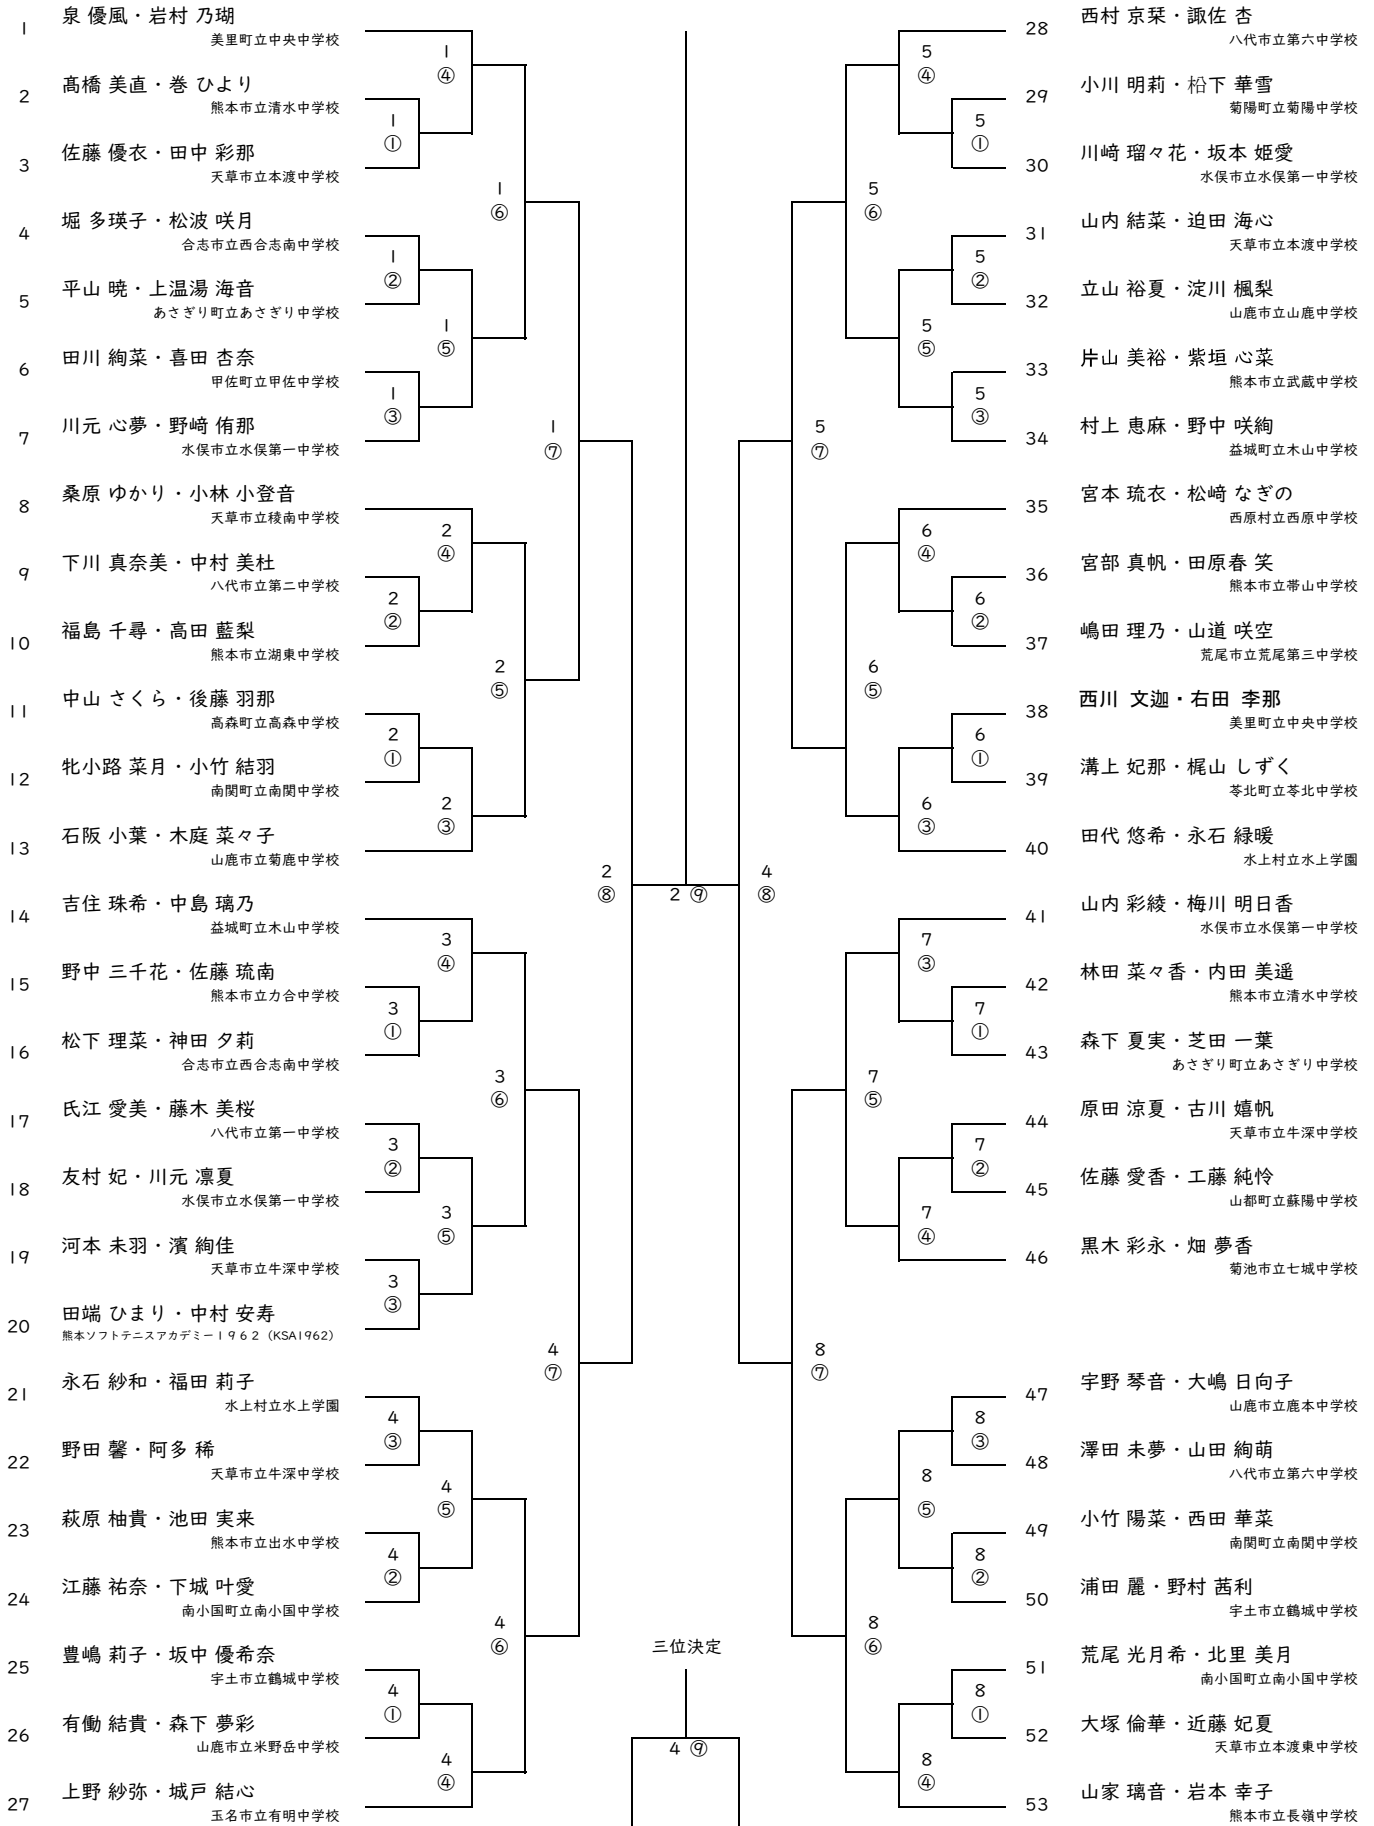 1 泉 優風・岩村 乃瑚
美里町立中央中学校
2 髙橋 美直・巻 ひより
熊本市立清水中学校
3 佐藤 優衣・田中 彩那
天草市立本渡中学校
4 堀 多瑛子・松波 咲月
合志市立西合志南中学校
5 平山 暁・上温湯 海音
あさぎり町立あさぎり中学校
6 田川 絢菜・喜田 杏奈
甲佐町立甲佐中学校
7 川元 心夢・野﨑 侑那
水俣市立水俣第一中学校
8 桑原 ゆかり・小林 小登音
天草市立稜南中学校
9 下川 真奈美・中村 美杜
八代市立第二中学校
10 福島 千尋・高田 藍梨
熊本市立湖東中学校
11 中山 さくら・後藤 羽那
高森町立高森中学校
12 牝小路 菜月・小竹 結羽
南関町立南関中学校
13 石阪 小葉・木庭 菜々子
山鹿市立菊鹿中学校
14 吉住 珠希・中島 璃乃
益城町立木山中学校
15 野中 三千花・佐藤 琉南
熊本市立力合中学校
16 松下 理菜・神田 夕莉
合志市立西合志南中学校
17 氏江 愛美・藤木 美桜
八代市立第一中学校
18 友村 妃・川元 凛夏
水俣市立水俣第一中学校
19 河本 未羽・濱 絢佳
天草市立牛深中学校
20 田端 ひまり・中村 安寿
熊本ソフトテニスアカデミー1962（KSA1962）
21 永石 紗和・福田 莉子
水上村立水上学園
22 野田 馨・阿多 稀
天草市立牛深中学校
23 萩原 柚貴・池田 実来
熊本市立出水中学校
24 江藤 祐奈・下城 叶愛
南小国町立南小国中学校
25 豊嶋 莉子・坂中 優希奈
宇土市立鶴城中学校
26 有働 結貴・森下 夢彩
山鹿市立米野岳中学校
27 上野 紗弥・城戸 結心
玉名市立有明中学校
1
④
1
①
1
⑥
1
②
1
⑤
1
③
1
⑦
2
④
2
②
2
⑤
2
①
2
③
2
⑧
3
④
3
①
3
⑥
3
②
3
⑤
3
③
4
⑦
4
③
4
⑤
4
②
4
⑥
4
①
4
④
2 ⑨
三位決定
4 ⑨
5
④
5
①
5
⑥
5
②
5
⑤
5
③
5
⑦
6
④
6
②
6
⑤
6
①
6
③
4
⑧
7
③
7
①
7
⑤
7
②
7
④
8
⑦
8
③
8
⑤
8
②
8
⑥
8
①
8
④
28 西村 京栞・諏佐 杏
八代市立第六中学校
29 小川 明莉・枩下 華雪
菊陽町立菊陽中学校
30 川﨑 瑠々花・坂本 姫愛
水俣市立水俣第一中学校
31 山内 結菜・迫田 海心
天草市立本渡中学校
32 立山 裕夏・淀川 楓梨
山鹿市立山鹿中学校
33 片山 美裕・紫垣 心菜
熊本市立武蔵中学校
34 村上 恵麻・野中 咲絢
益城町立木山中学校
35 宮本 琉衣・松﨑 なぎの
西原村立西原中学校
36 宮部 真帆・田原春 笑
熊本市立帯山中学校
37 嶋田 理乃・山道 咲空
荒尾市立荒尾第三中学校
38 西川 文迦・右田 李那
美里町立中央中学校
39 溝上 妃那・梶山 しずく
苓北町立苓北中学校
40 田代 悠希・永石 緑暖
水上村立水上学園
41 山内 彩綾・梅川 明日香
水俣市立水俣第一中学校
42 林田 菜々香・内田 美遥
熊本市立清水中学校
43 森下 夏実・芝田 一葉
あさぎり町立あさぎり中学校
44 原田 涼夏・古川 嬉帆
天草市立牛深中学校
45 佐藤 愛香・工藤 純怜
山都町立蘇陽中学校
46 黒木 彩永・畑 夢香
菊池市立七城中学校
47 宇野 琴音・大嶋 日向子
山鹿市立鹿本中学校
48 澤田 未夢・山田 絢萌
八代市立第六中学校
49 小竹 陽菜・西田 華菜
南関町立南関中学校
50 浦田 麗・野村 茜利
宇土市立鶴城中学校
51 荒尾 光月希・北里 美月
南小国町立南小国中学校
52 大塚 倫華・近藤 妃夏
天草市立本渡東中学校
53 山家 璃音・岩本 幸子
熊本市立長嶺中学校